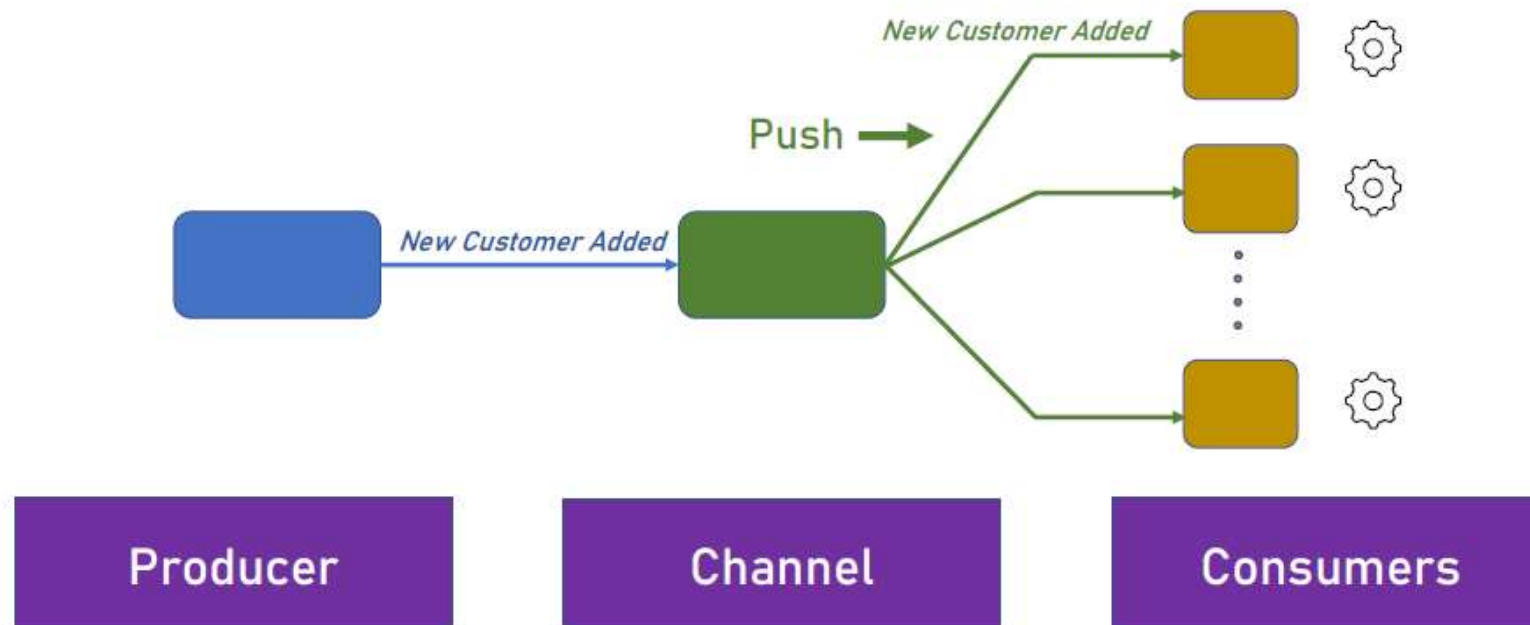 New Customer Added
Push
New Customer Added
Producer
Channel
Consumers